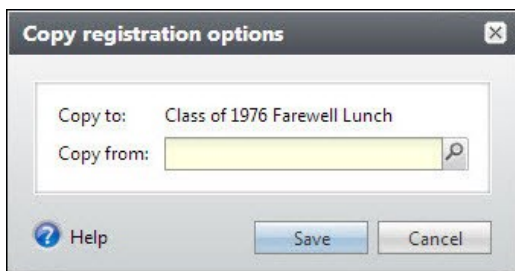 Copy registration options
Copy to: Class of 1976 Farewell Lunch
Copy from:
Help Save Cancel